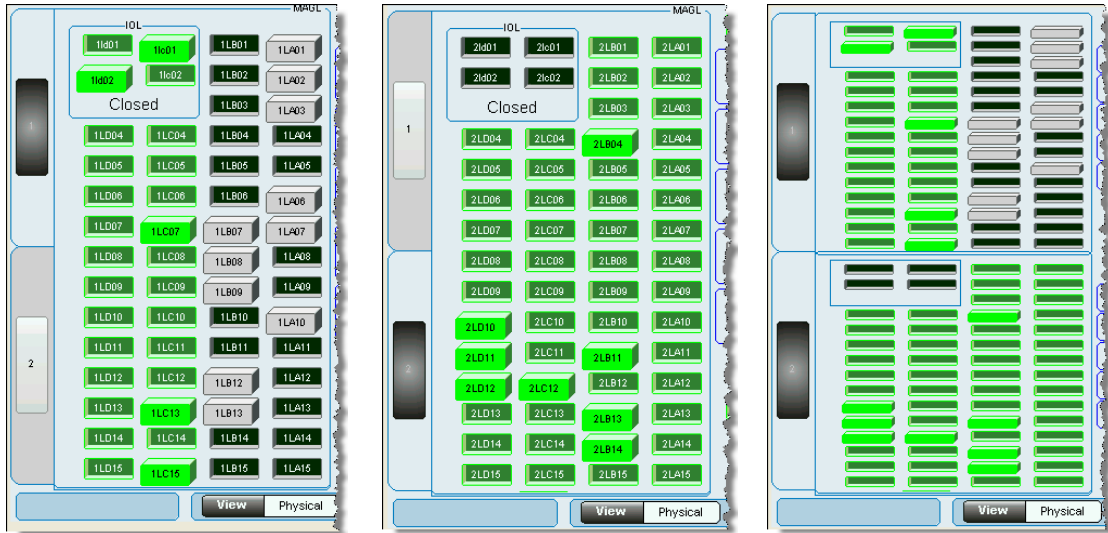 MAGL
IOL
1ld01 1lc01 1LB01 1LA01
1ld02 1lc02 1LB02 1LA02
Closed 1LB03 1LA03
1LD04 1LC04 1LB04 1LA04
1
1LD05 1LC05 1LB05 1LA05
1LD06 1LC06 1LB06 1LA06
1LD07 1LC07 1LB07 1LA07
1LD08 1LC08 1LB08 1LA08
1LD09 1LC09 1LB09 1LA09
1LD10 1LC10 1LB10 1LA10
1LD11 1LC11 1LB11 1LA11
2
1LD12 1LC12 1LB12 1LA12
1LD13 1LC13 1LB13 1LA13
1LD14 1LC14 1LB14 1LA14
1LD15 1LC15 1LB15 1LA15
View Physical
MAGL
IOL
2ld01 2lc01 2LB01 2LA01
2ld02 2lc02 2LB02 2LA02
Closed 2LB03 2LA03
1
2LD04 2LC04 2LB04 2LA04
2LD05 2LC05 2LB05 2LA05
2LD06 2LC06 2LB06 2LA06
2LD07 2LC07 2LB07 2LA07
2LD08 2LC08 2LB08 2LA08
2LD09 2LC09 2LB09 2LA09
2LD10 2LC10 2LB10 2LA10
2LD11 2LC11 2LB11 2LA11
2
2LD12 2LC12 2LB12 2LA12
2LD13 2LC13 2LB13 2LA13
2LD14 2LC14 2LB14 2LA14
2LD15 2LC15 2LB15 2LA15
View Physical
1
2
View Physical